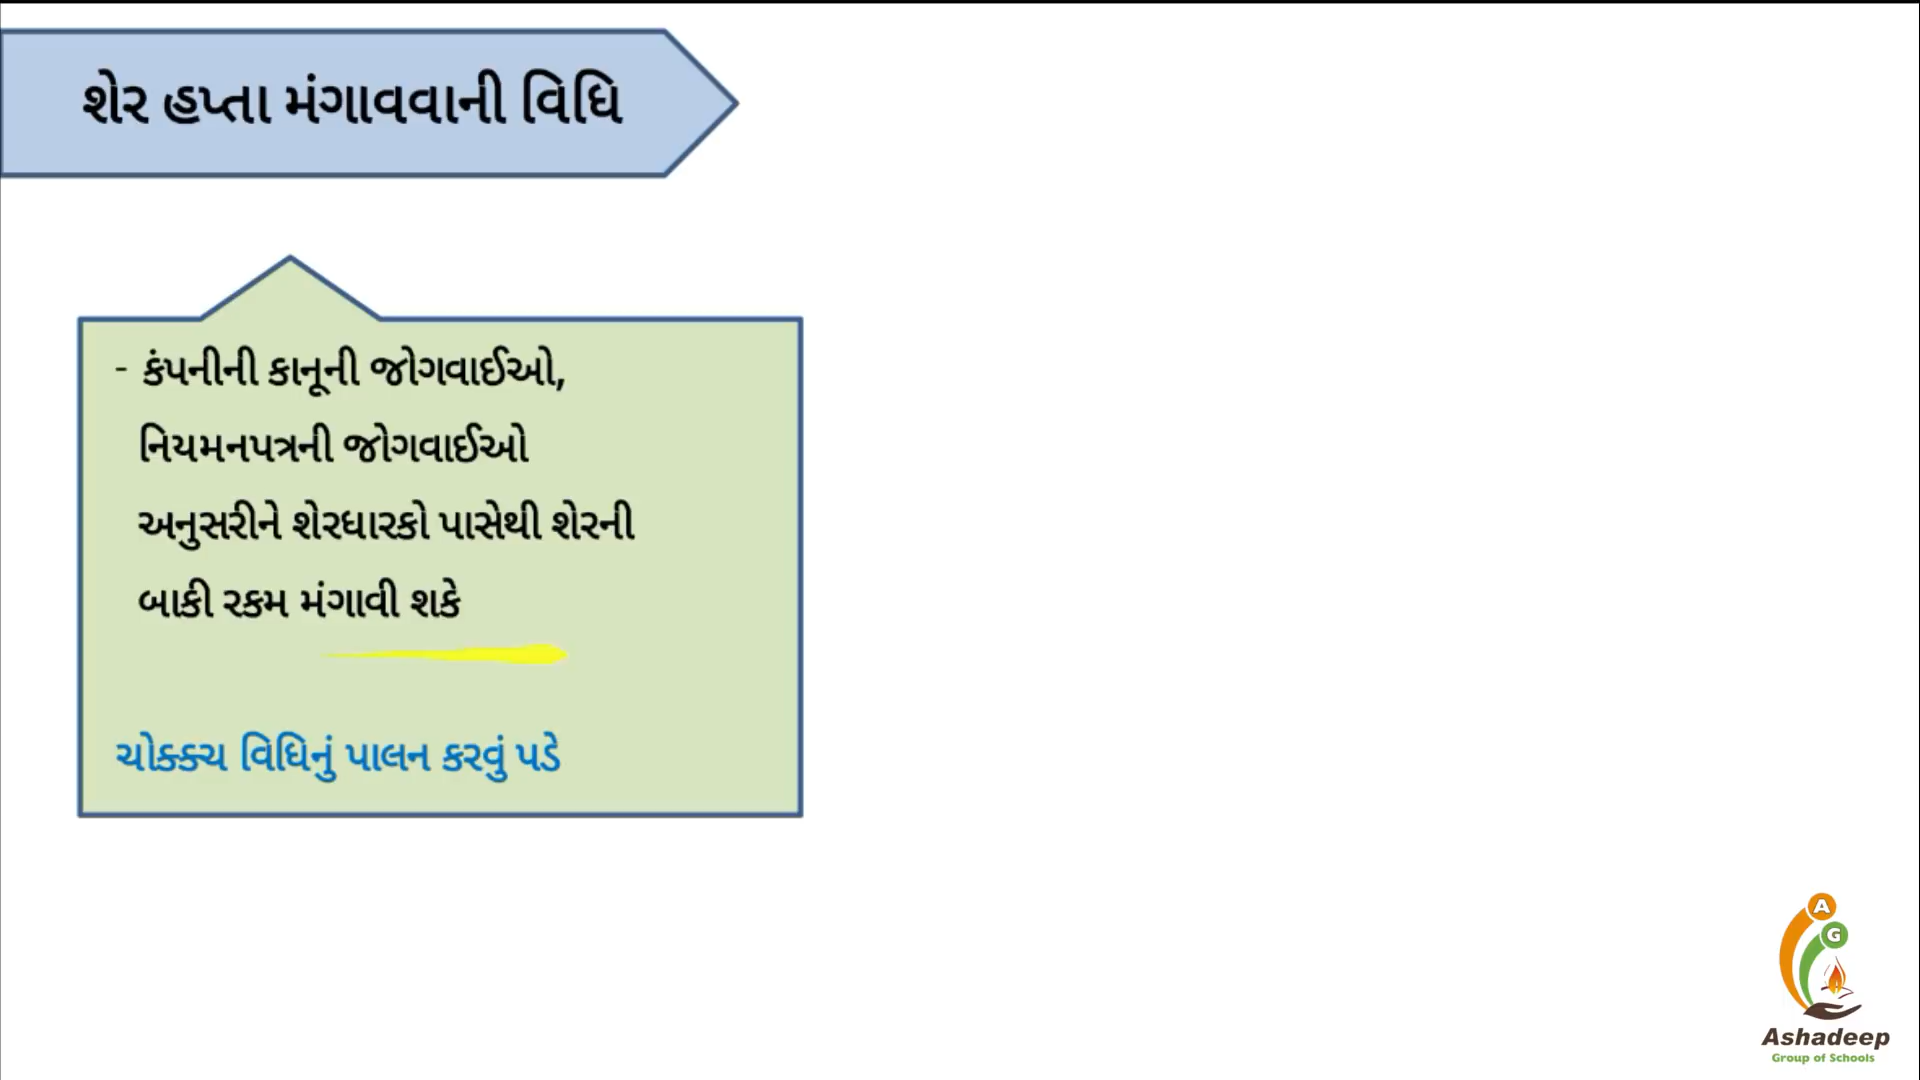 શેર હપ્તા મંગાવવાની વિધિ
- કંપનીની કાનૂની જોગવાઈઓ,
નિયમનપત્રની જોગવાઈઓ
અનુસરીને શેરધારકો પાસેથી શેરની
બાકી રકમ મંગાવી શકે
ચોક્ક્ચ વિધિનું પાલન કરવું પડે
A
G
Ashadeep
Group of Schools